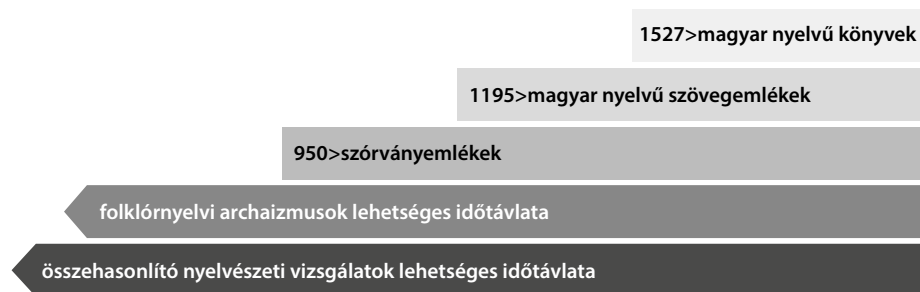 1527>magyar nyelvű könyvek
1195>magyar nyelvű szövegemlékek
950>szórványemlékek
folklórnyelvi archaizmusok lehetséges időtávlata
összehasonlító nyelvészeti vizsgálatok lehetséges időtávlata